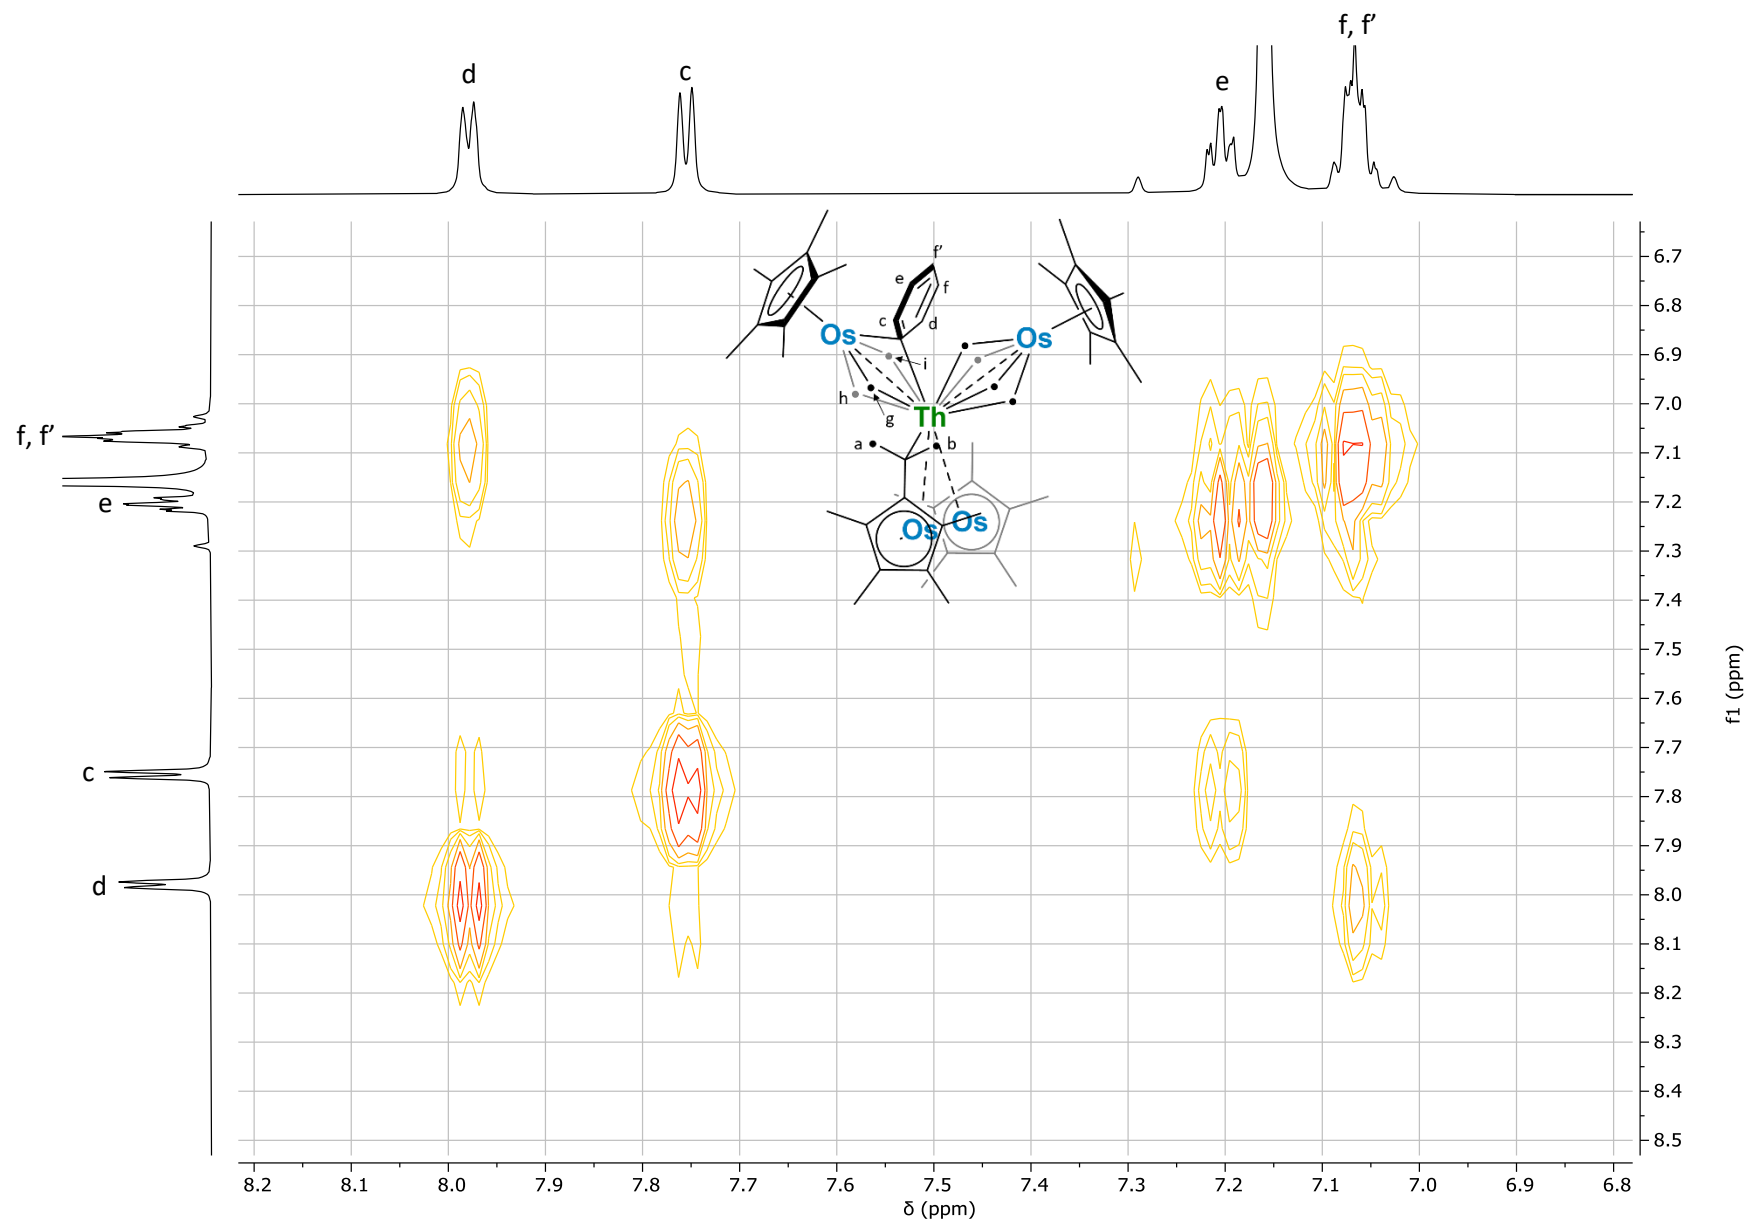 f, f’
d
c
e
f’
e
f
c
d
Os
Os
i
h
g
Th
a
b
Os
Os
f, f’
e
c
d
6.7
6.8
6.9
7.0
7.1
7.2
7.3
7.4
7.5
7.6
7.7
7.8
7.9
8.0
8.1
8.2
8.3
8.4
8.5
f1 (ppm)
8.2 8.1 8.0 7.9 7.8 7.7 7.6 7.5 7.4 7.3 7.2 7.1 7.0 6.9 6.8
δ (ppm)